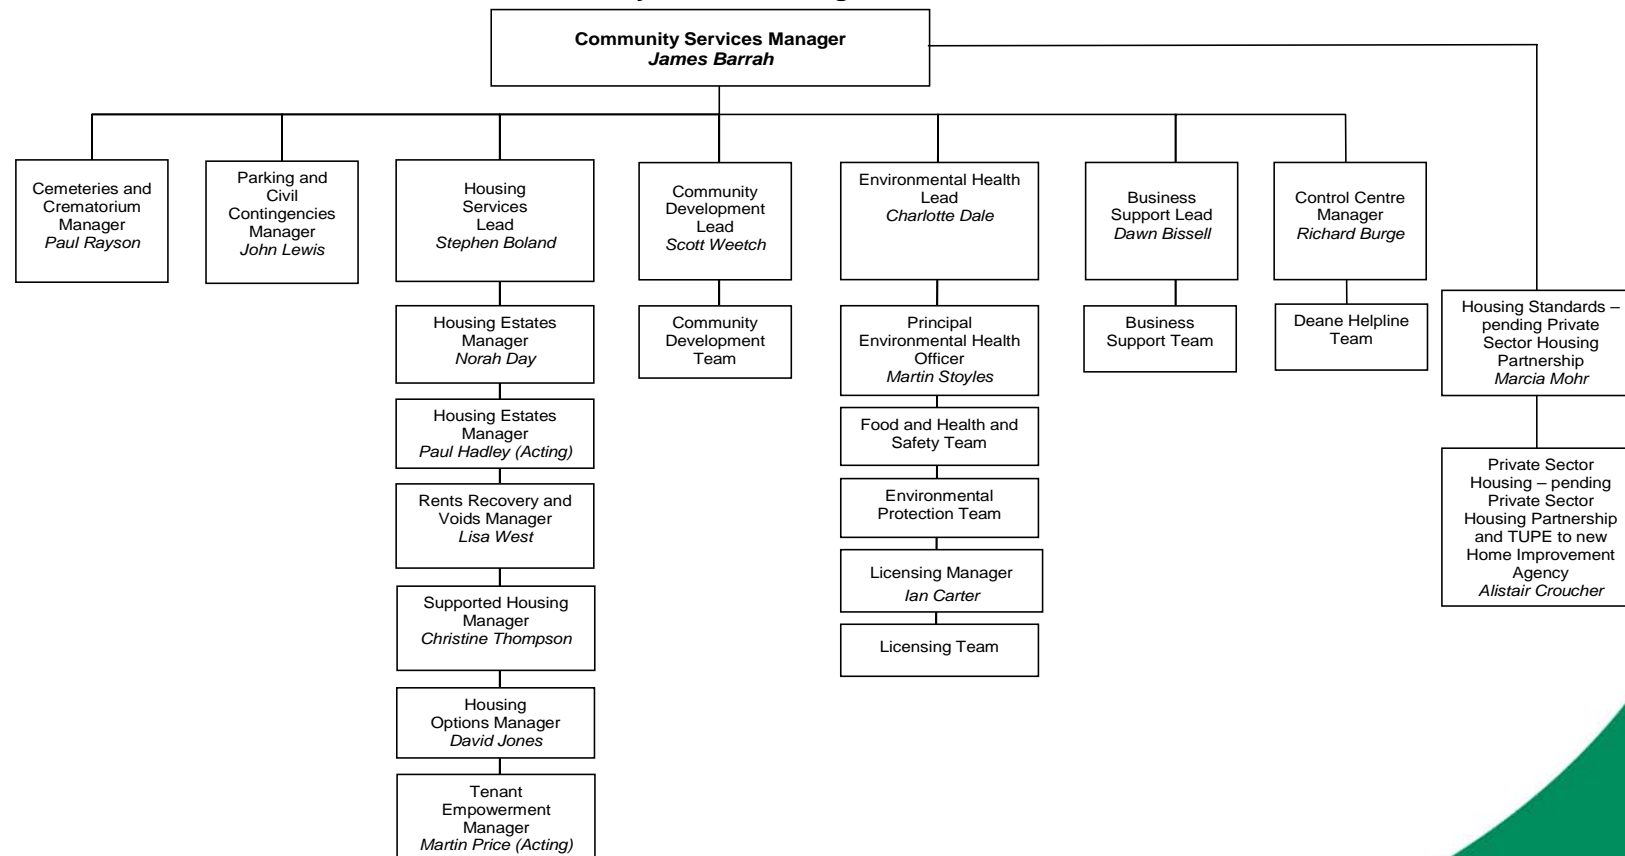 Community Services Manager
James Barrah
Cemeteries and
Crematorium
Manager
Paul Rayson
Parking and
Civil
Contingencies
Manager
John Lewis
Housing
Services
Lead
Stephen Boland
Community
Development
Lead
Scott Weetch
Environmental Health
Lead
Charlotte Dale
Business
Support Lead
Dawn Bissell
Control Centre
Manager
Richard Burge
Housing Estates
Manager
Norah Day
Housing Estates
Manager
Paul Hadley (Acting)
Rents Recovery and
Voids Manager
Lisa West
Supported Housing
Manager
Christine Thompson
Housing
Options Manager
David Jones
Tenant
Empowerment
Manager
Martin Price (Acting)
Community
Development
Team
Principal
Environmental Health
Officer
Martin Stoyles
Food and Health and
Safety Team
Environmental
Protection Team
Licensing Manager
Ian Carter
Licensing Team
Business
Support Team
Deane Helpline
Team
Housing Standards –
pending Private
Sector Housing
Partnership
Marcia Mohr
Private Sector
Housing – pending
Private Sector
Housing Partnership
and TUPE to new
Home Improvement
Agency
Alistair Croucher